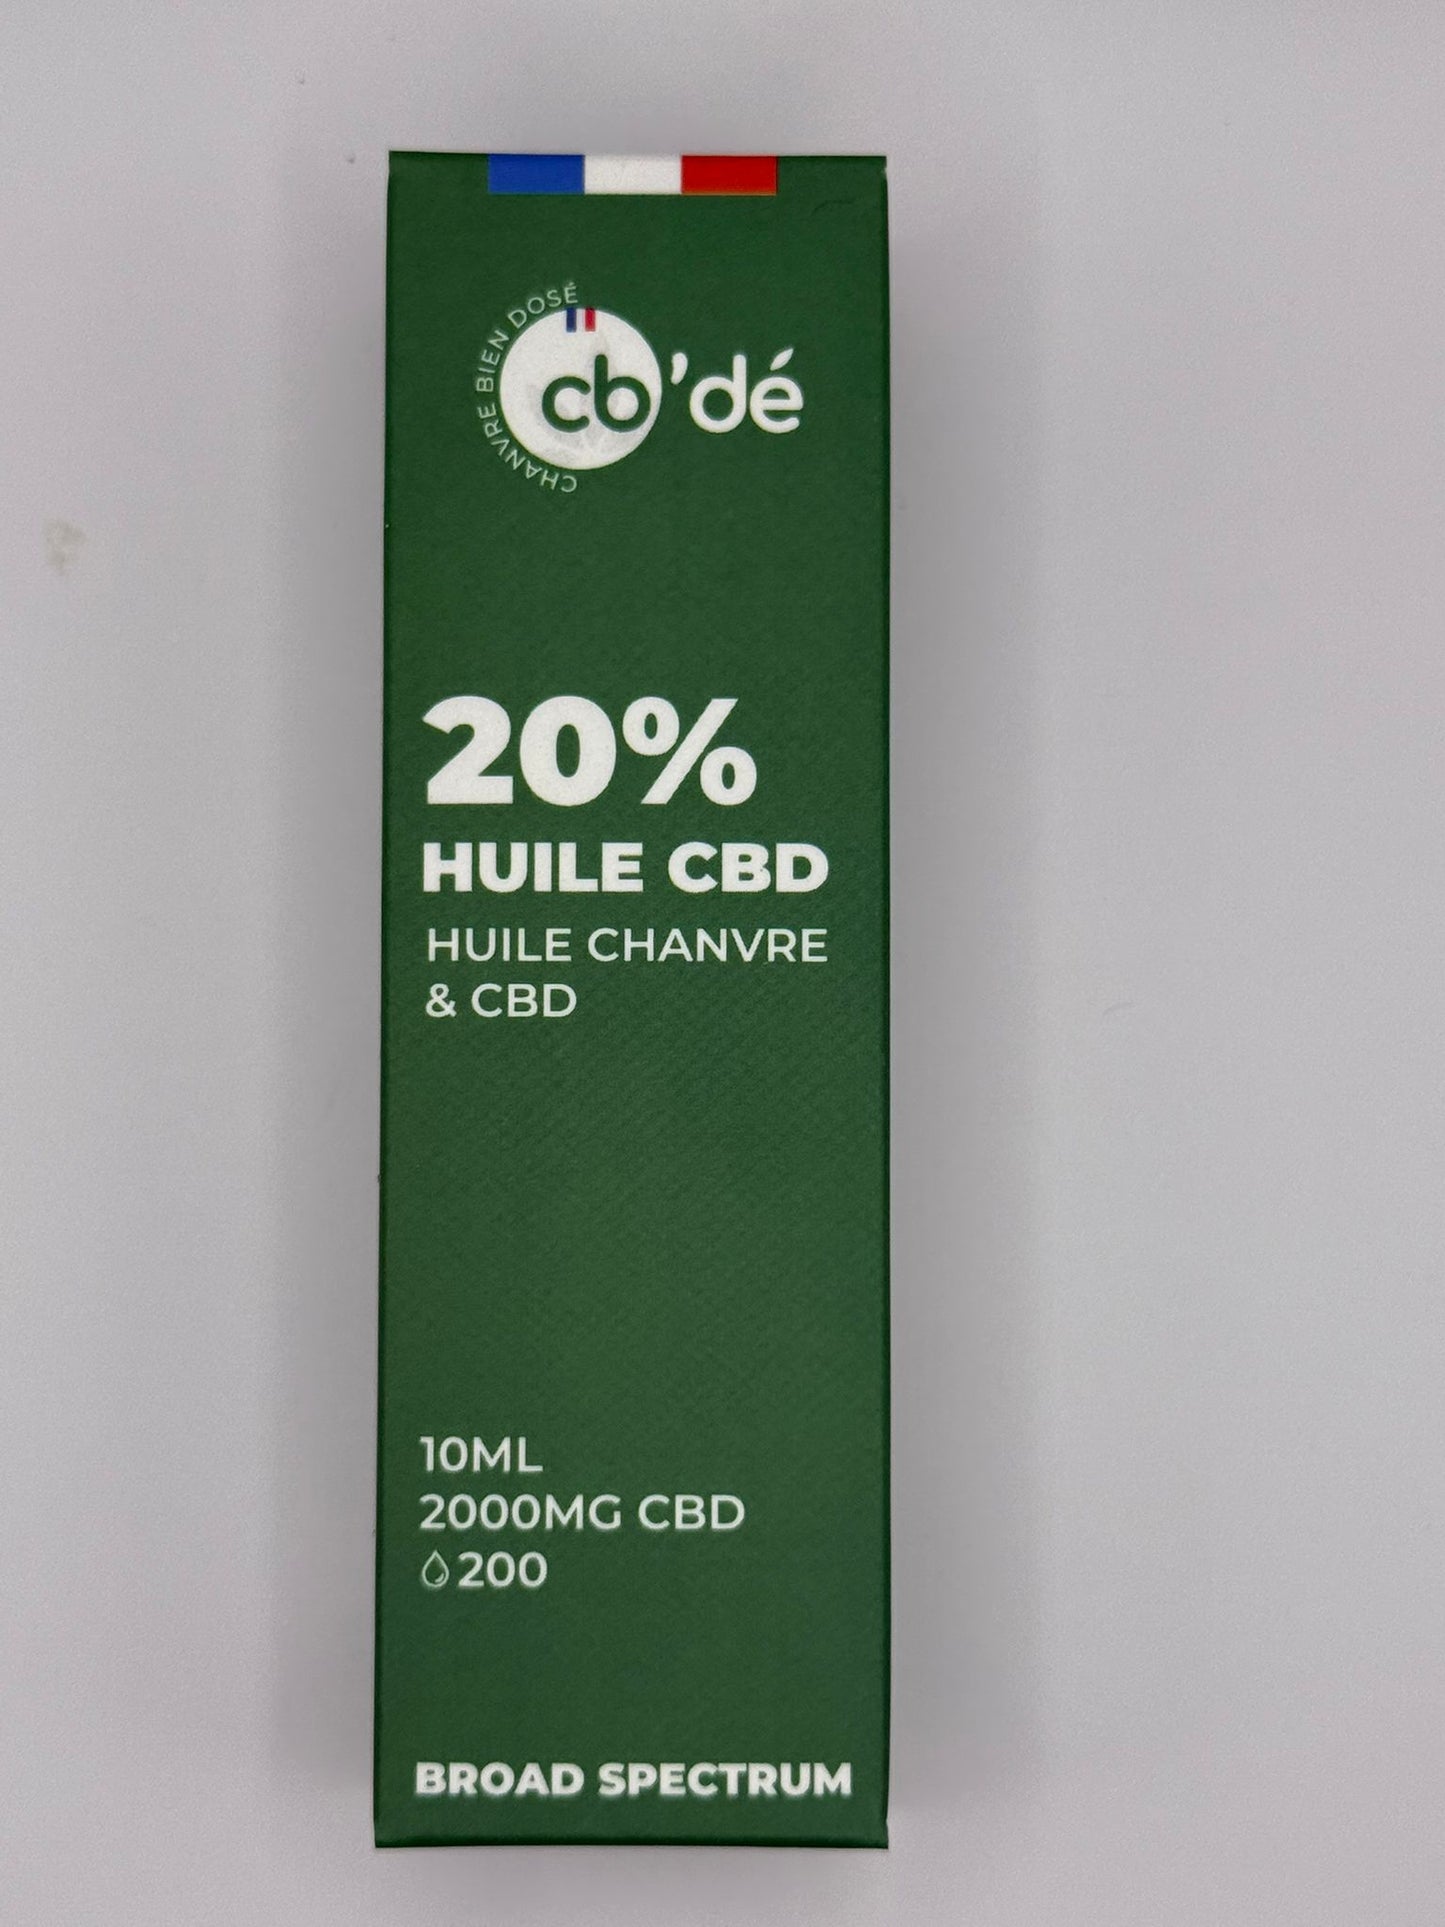 CHANVRE BIEN DOSÉ
cb'dé
20%
HUILE CBD
HUILE CHANVRE
& CBD
10ML
2000MG CBD
200
BROAD SPECTRUM